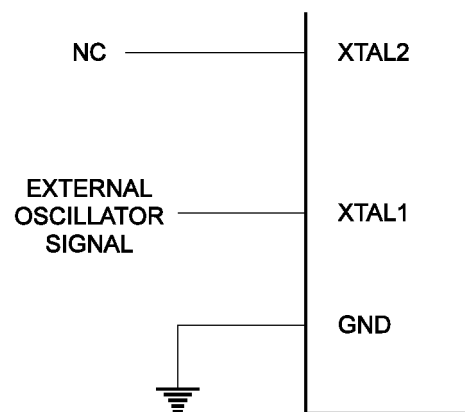 NC
XTAL2
EXTERNAL
OSCILLATOR
SIGNAL
XTAL1
GND